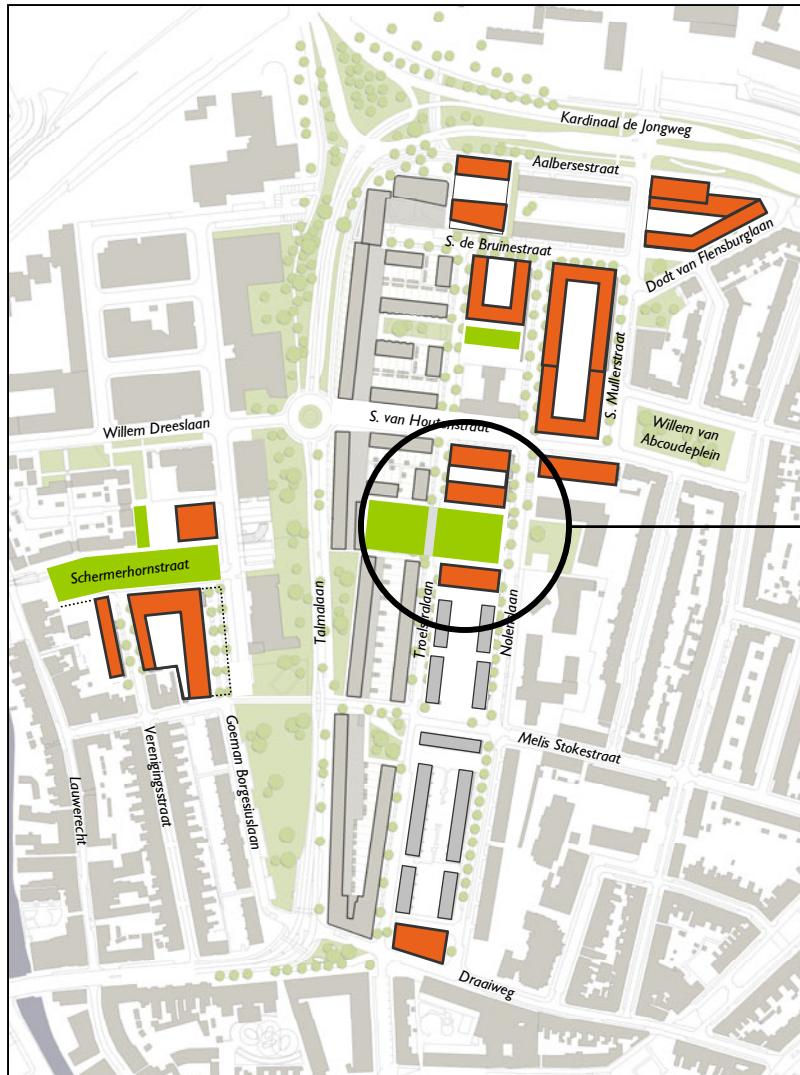 Kardinaal de Jongweg
Aalbersestraat
S. de Bruinestraat
Dodt van Flensburglaan
S. Mullerstraat
S. van Houtenstraat
Willem Dreeslaan
Willem van
Abcoudeplein
Schermerhornstraat
Talmalaan
Troelstralaan
Nolenslaan
Melis Stokestraat
Goeman Borgesiuslaan
Verenigingsstraat
Lauwerecht
Draaiweg